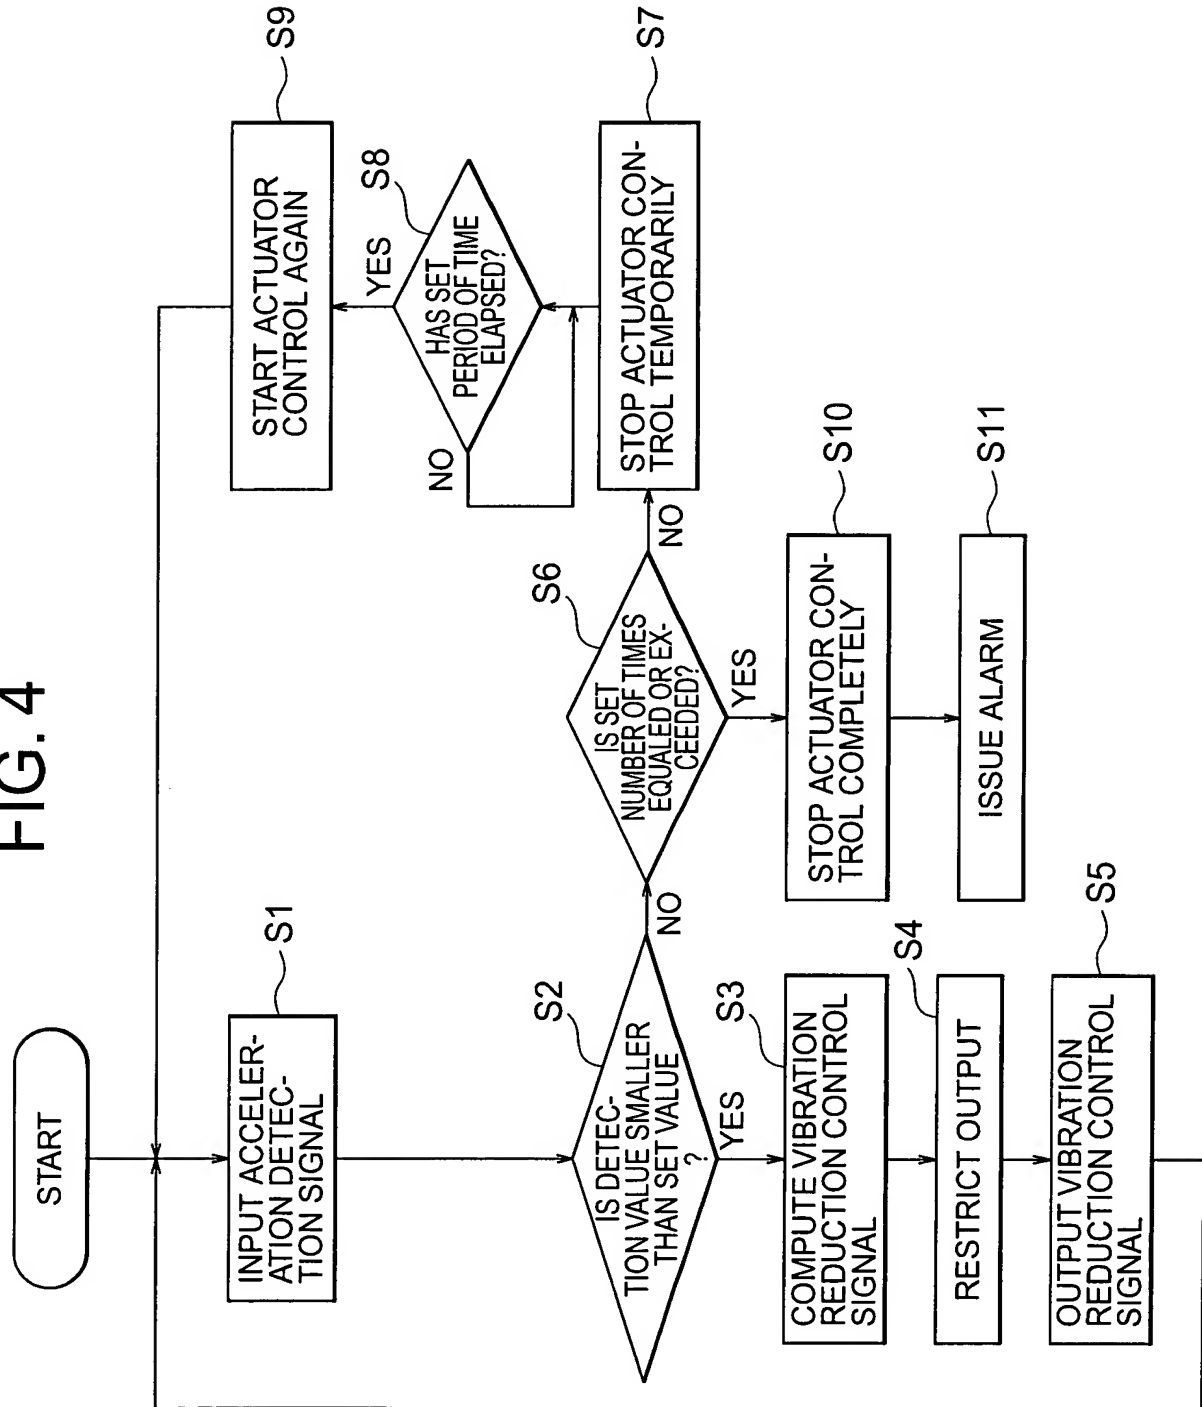 FIG. 4
START
INPUT ACCELER-
ATION DETEC-
TION SIGNAL
S1
IS DETEC-
TION VALUE SMALLER
THAN SET VALUE
?
S2
YES
NO
COMPUTE VIBRATION
REDUCTION CONTROL
SIGNAL
S3
RESTRICT OUTPUT
S4
OUTPUT VIBRATION
REDUCTION CONTROL
SIGNAL
S5
IS SET
NUMBER OF TIMES
EQUALED OR EX-
CEEDED?
S6
YES
NO
STOP ACTUATOR CON-
TROL COMPLETELY
S10
ISSUE ALARM
S11
STOP ACTUATOR CON-
TROL TEMPORARILY
S7
HAS SET
PERIOD OF TIME
ELAPSED?
S8
NO
YES
START ACTUATOR
CONTROL AGAIN
S9